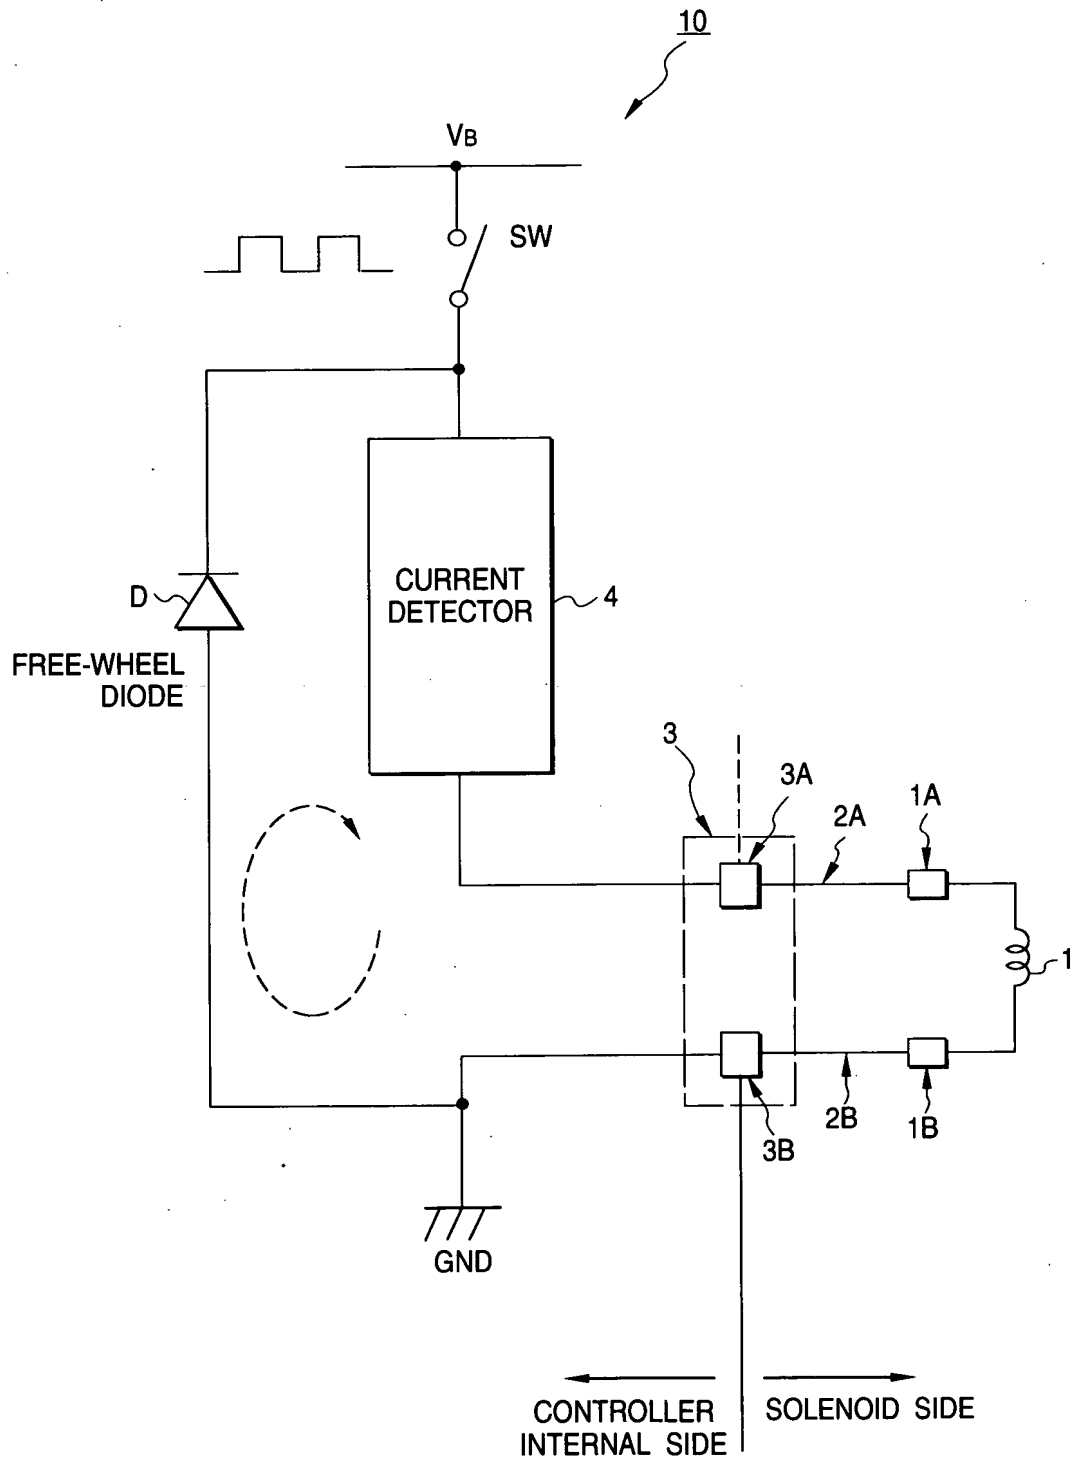 10
VB
SW
CURRENT
DETECTOR
4
D
FREE-WHEEL
DIODE
3
3A
2A
1A
1
3B
2B
1B
GND
CONTROLLER
INTERNAL SIDE
SOLENOID SIDE